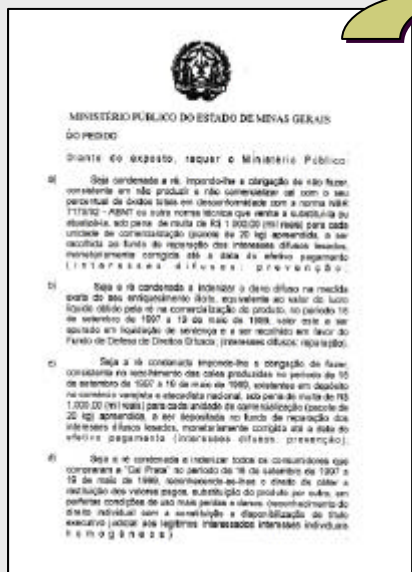 MINISTÉRIO PÚBLICO DO ESTADO DE MINAS GERAIS
DO PEDIDO
Diante do exposto, requer o Ministério Público:
a) Seja condenada a ré, impondo-lhe a obrigação de não fazer,
consistente em não produzir e não comercializar cal com o seu
percentual de óxidos totais em desconformidade com a norma NBR
7175/92 - ABNT ou outra norma técnica que venha a substituí-la ou
atualizá-la, sob pena de multa de R$ 1.000,00 (mil reais) para cada
unidade de comercialização (pacote de 20 kg) apreendida, a ser
recolhida ao fundo de reparação dos interesses difusos lesados,
monetariamente corrigida até a data do efetivo pagamento
(interesses difusos: prevenção;
b) Seja a ré condenada a indenizar o dano difuso na medida
exata do seu enriquecimento ilícito, equivalente ao valor do lucro
líquido obtido pela ré na comercialização do produto, no período 16
de setembro de 1997 a 19 de maio de 1999, valor este a ser
apurado em liquidação de sentença e a ser recolhido em favor do
Fundo de Defesa de Direitos Difusos; (interesses difusos: reparação).
c) Seja a ré condenada impondo-lhe a obrigação de fazer,
consistente no recolhimento das cales produzidas no período de 16
de setembro de 1997 a 19 de maio de 1999, existentes em depósito
no comércio varejista e atacadista nacional, sob pena de multa de R$
1.000,00 (mil reais) para cada unidade de comercialização (pacote de
20 kg) apreendida, a ser depositada no fundo de reparação dos
interesses difusos lesados, monetariamente corrigida até a data do
efetivo pagamento (interesses difusos: prevenção);
d) Seja a ré condenada a indenizar todos os consumidores que
compraram a "Cal Prata" no período de 16 de setembro de 1997 a
19 de maio de 1999, reconhecendo-se-lhes o direito de obter a
restituição dos valores pagos, substituição do produto por outro, em
perfeitas condições de uso mais perdas e danos (reconhecimento do
direito individual com a constituição e disponibilização de título
executivo judicial aos legítimos interessados interesses individuais
homogêneos)